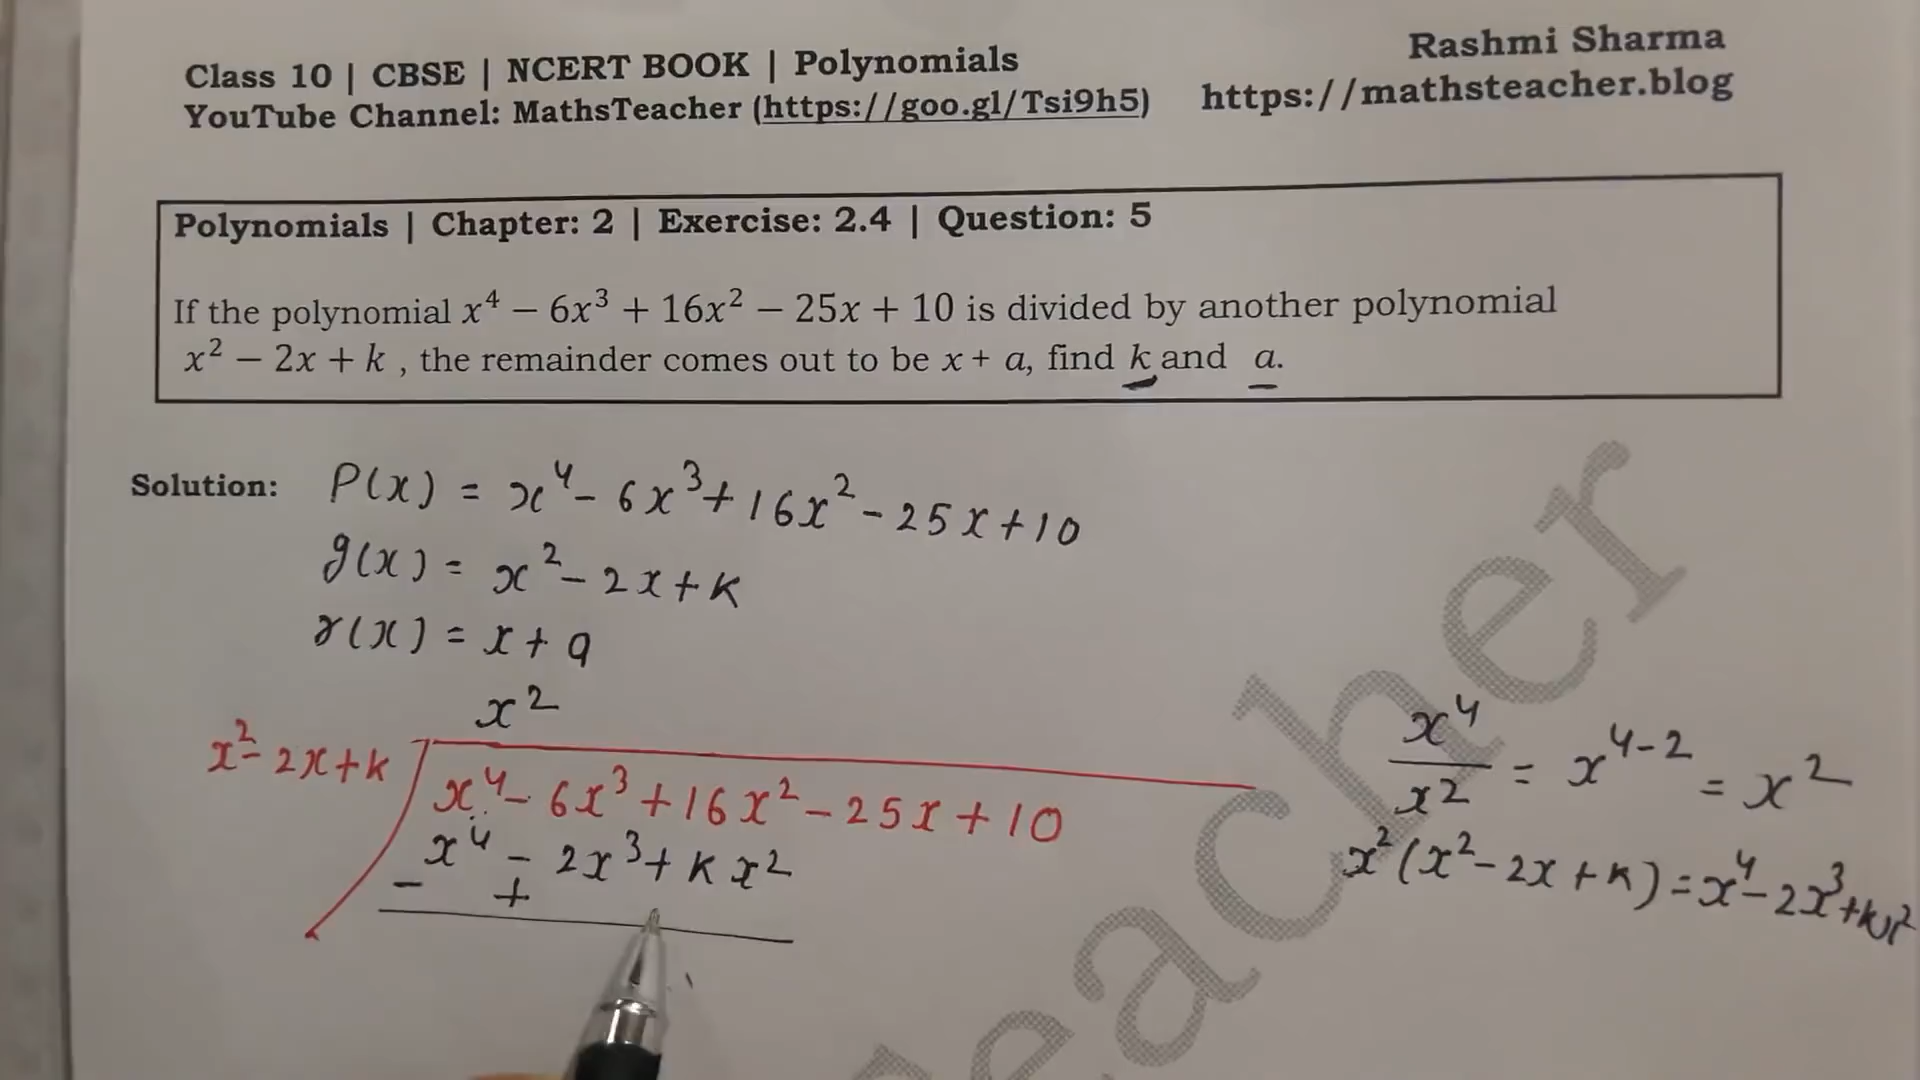 Class 10 | CBSE | NCERT BOOK | Polynomials
Rashmi Sharma
YouTube Channel: MathsTeacher (https://goo.gl/Tsi9h5)
https://mathsteacher.blog
Polynomials | Chapter: 2 | Exercise: 2.4 | Question: 5
If the polynomial x⁴ − 6x³ + 16x² − 25x + 10 is divided by another polynomial
x² − 2x + k , the remainder comes out to be x + a, find k and a.
Solution: P(x) = x⁴ − 6x³ + 16x² − 25x + 10
g(x) = x² − 2x + k
r(x) = x + a
x²
x² − 2x + k
x⁴ − 6x³ + 16x² − 25x + 10
x⁴ − 2x³ + kx²
− +
x⁴/x² = x⁴⁻² = x²
x²(x² − 2x + k) = x⁴ − 2x³ + kx²
eacher